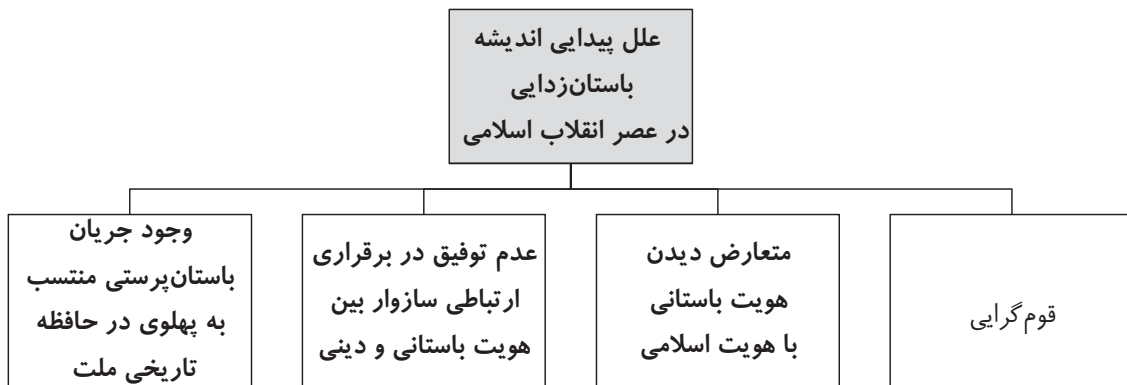 علل پیدایی اندیشه
باستان‌زدایی
در عصر انقلاب اسلامی
قوم‌گرایی
متعارض دیدن
هویت باستانی
با هویت اسلامی
عدم توفیق در برقراری
ارتباطی سازوار بین
هویت باستانی و دینی
وجود جریان
باستان‌پرستی منتسب
به پهلوی در حافظه
تاریخی ملت